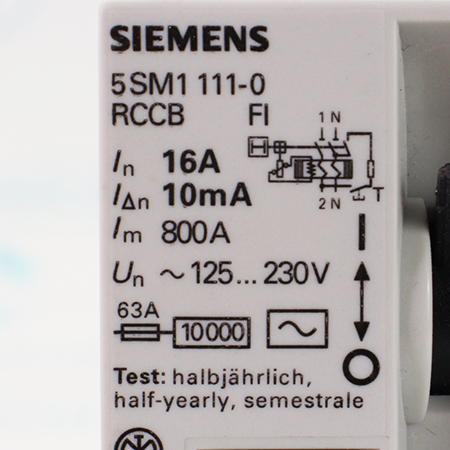 SIEMENS
5SM1 111-0
RCCB FI
1 N
In 16A
IΔn 10mA
2 N T
Im 800A
Un ~125...230V
63A
10000 ~
Test: halbjährlich,
half-yearly, semestrale